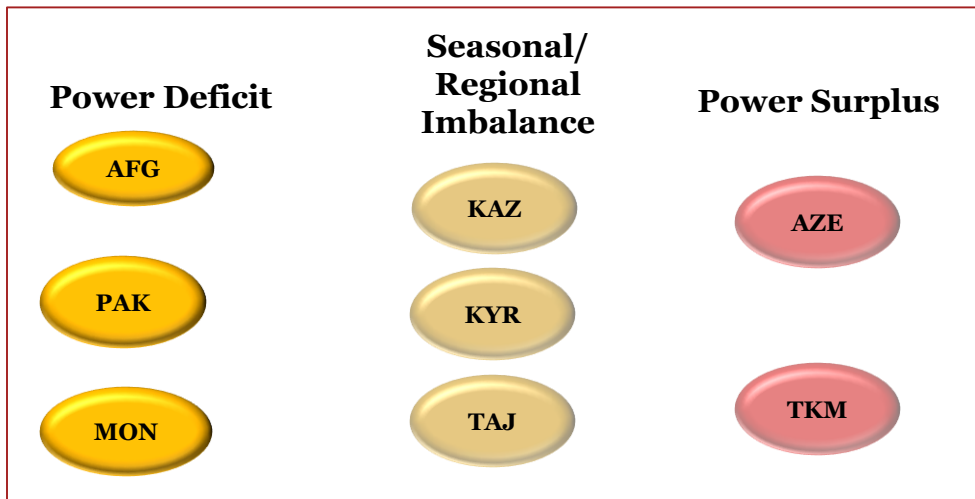 Power Deficit
AFG
PAK
MON
Seasonal/
Regional
Imbalance
KAZ
KYR
TAJ
Power Surplus
AZE
TKM